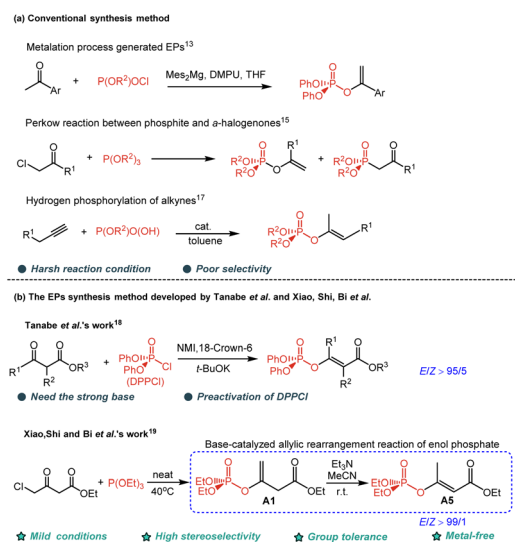 (a) Conventional synthesis method
Metalation process generated EPs13
O
Ar
+
P(OR2)OCl
Mes2Mg, DMPU, THF
O
PhO P
PhO O Ar
Perkow reaction between phosphite and a-halogenones15
O
Cl R1
+
P(OR2)3
O R1
R2O P
R2O O
+
O O
R2O P R1
R2O
Hydrogen phosphorylation of alkynes17
R1
+
P(OR2)O(OH)
cat.
toluene
O
R2O P R1
R2O O
Harsh reaction condition Poor selectivity
(b) The EPs synthesis method developed by Tanabe et al. and Xiao, Shi, Bi et al.
Tanabe et al.'s work18
O O
R1 OR3
R2
+
O
PhO P Cl
PhO
(DPPCl)
NMI,18-Crown-6
t-BuOK
O R1 O
PhO P OR3
PhO O R2
E/Z > 95/5
Need the strong base Preactivation of DPPCl
Xiao,Shi and Bi et al.'s work19
Base-catalyzed allylic rearrangement reaction of enol phosphate
O O
Cl OEt
+ P(OEt)3
neat
40oC
O O
EtO P
EtO O OEt
A1
Et3N
MeCN
r.t.
O O
EtO P
EtO O OEt
A5
E/Z > 99/1
Mild conditions High stereoselectivity Group tolerance Metal-free